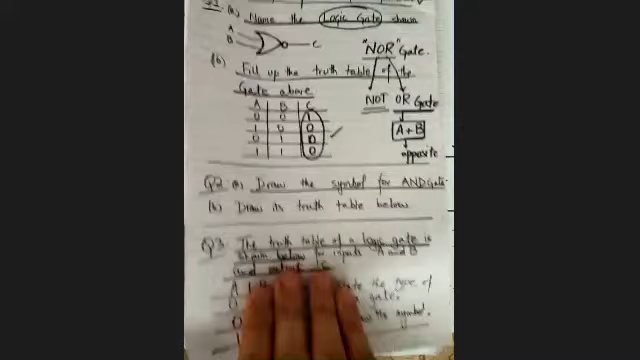 (a) Name the Logic Gate shown
A
B
C
"NOR" Gate.
(b) Fill up the truth table of the
Gate above
NOT OR Gate
A B C
0 0 1
1 0 0
0 1 0
1 1 0
A + B
opposite
Q2 (a) Draw the symbol for AND Gate
(b) Draw its truth table below
Q3 The truth table of a logic gate is
shown below for inputs A and B
and output C
the type of
gate.
the symbol.